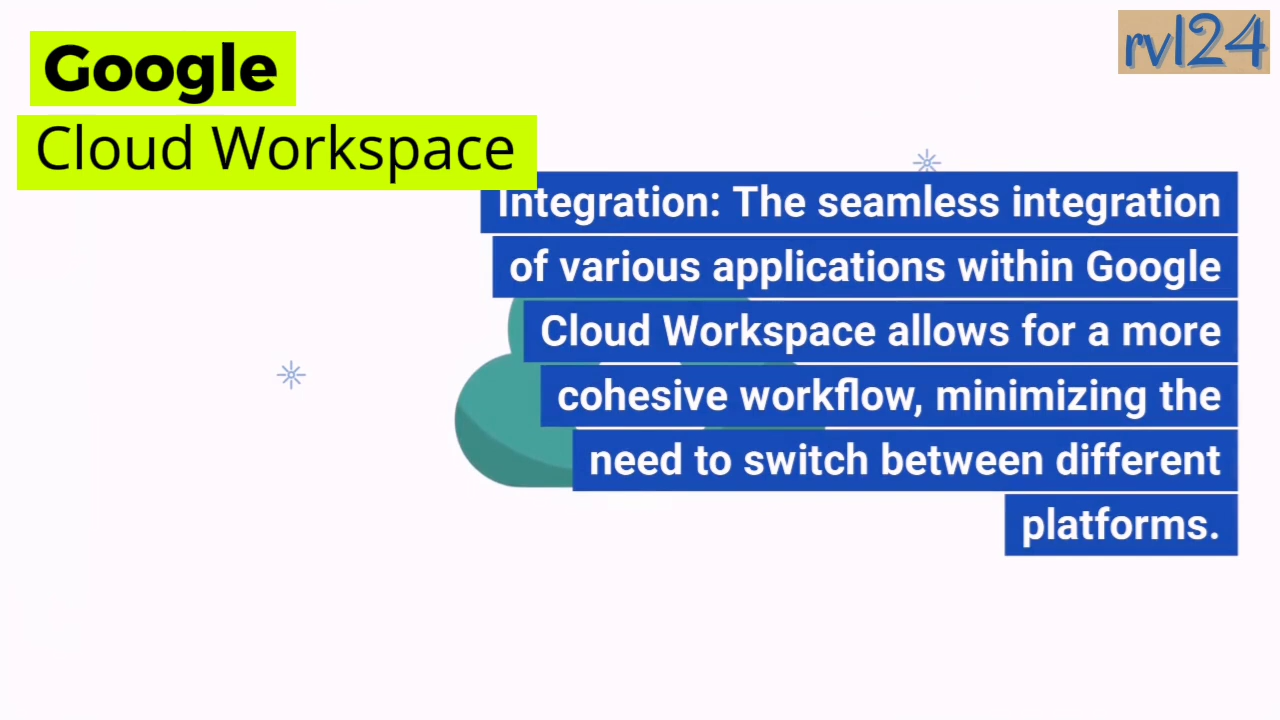 Google
Cloud Workspace
rvl24
Integration: The seamless integration
of various applications within Google
Cloud Workspace allows for a more
cohesive workflow, minimizing the
need to switch between different
platforms.